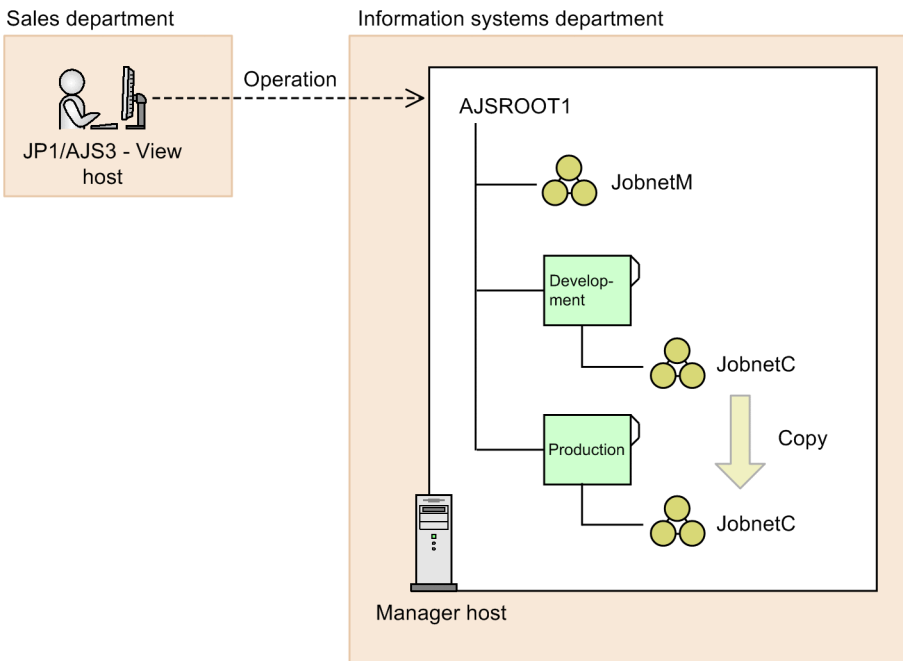 Sales department
Information systems department
Operation
JP1/AJS3 - View
host
AJSROOT1
JobnetM
Develop-
ment
JobnetC
Copy
Production
JobnetC
Manager host